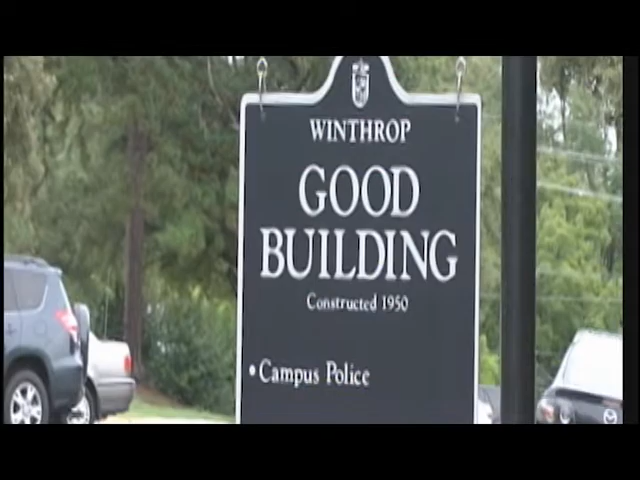 WINTHROP
GOOD
BUILDING
Constructed 1950
• Campus Police